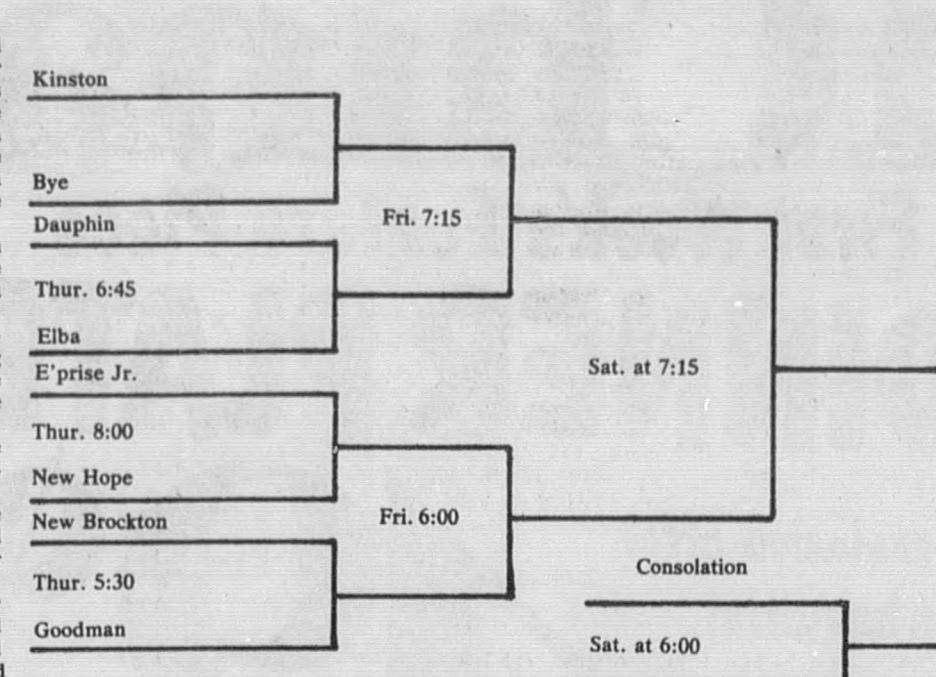 Kinston
Bye
Dauphin
Thur. 6:45
Elba
E'prise Jr.
Thur. 8:00
New Hope
New Brockton
Thur. 5:30
Goodman
Fri. 7:15
Fri. 6:00
Sat. at 7:15
Consolation
Sat. at 6:00